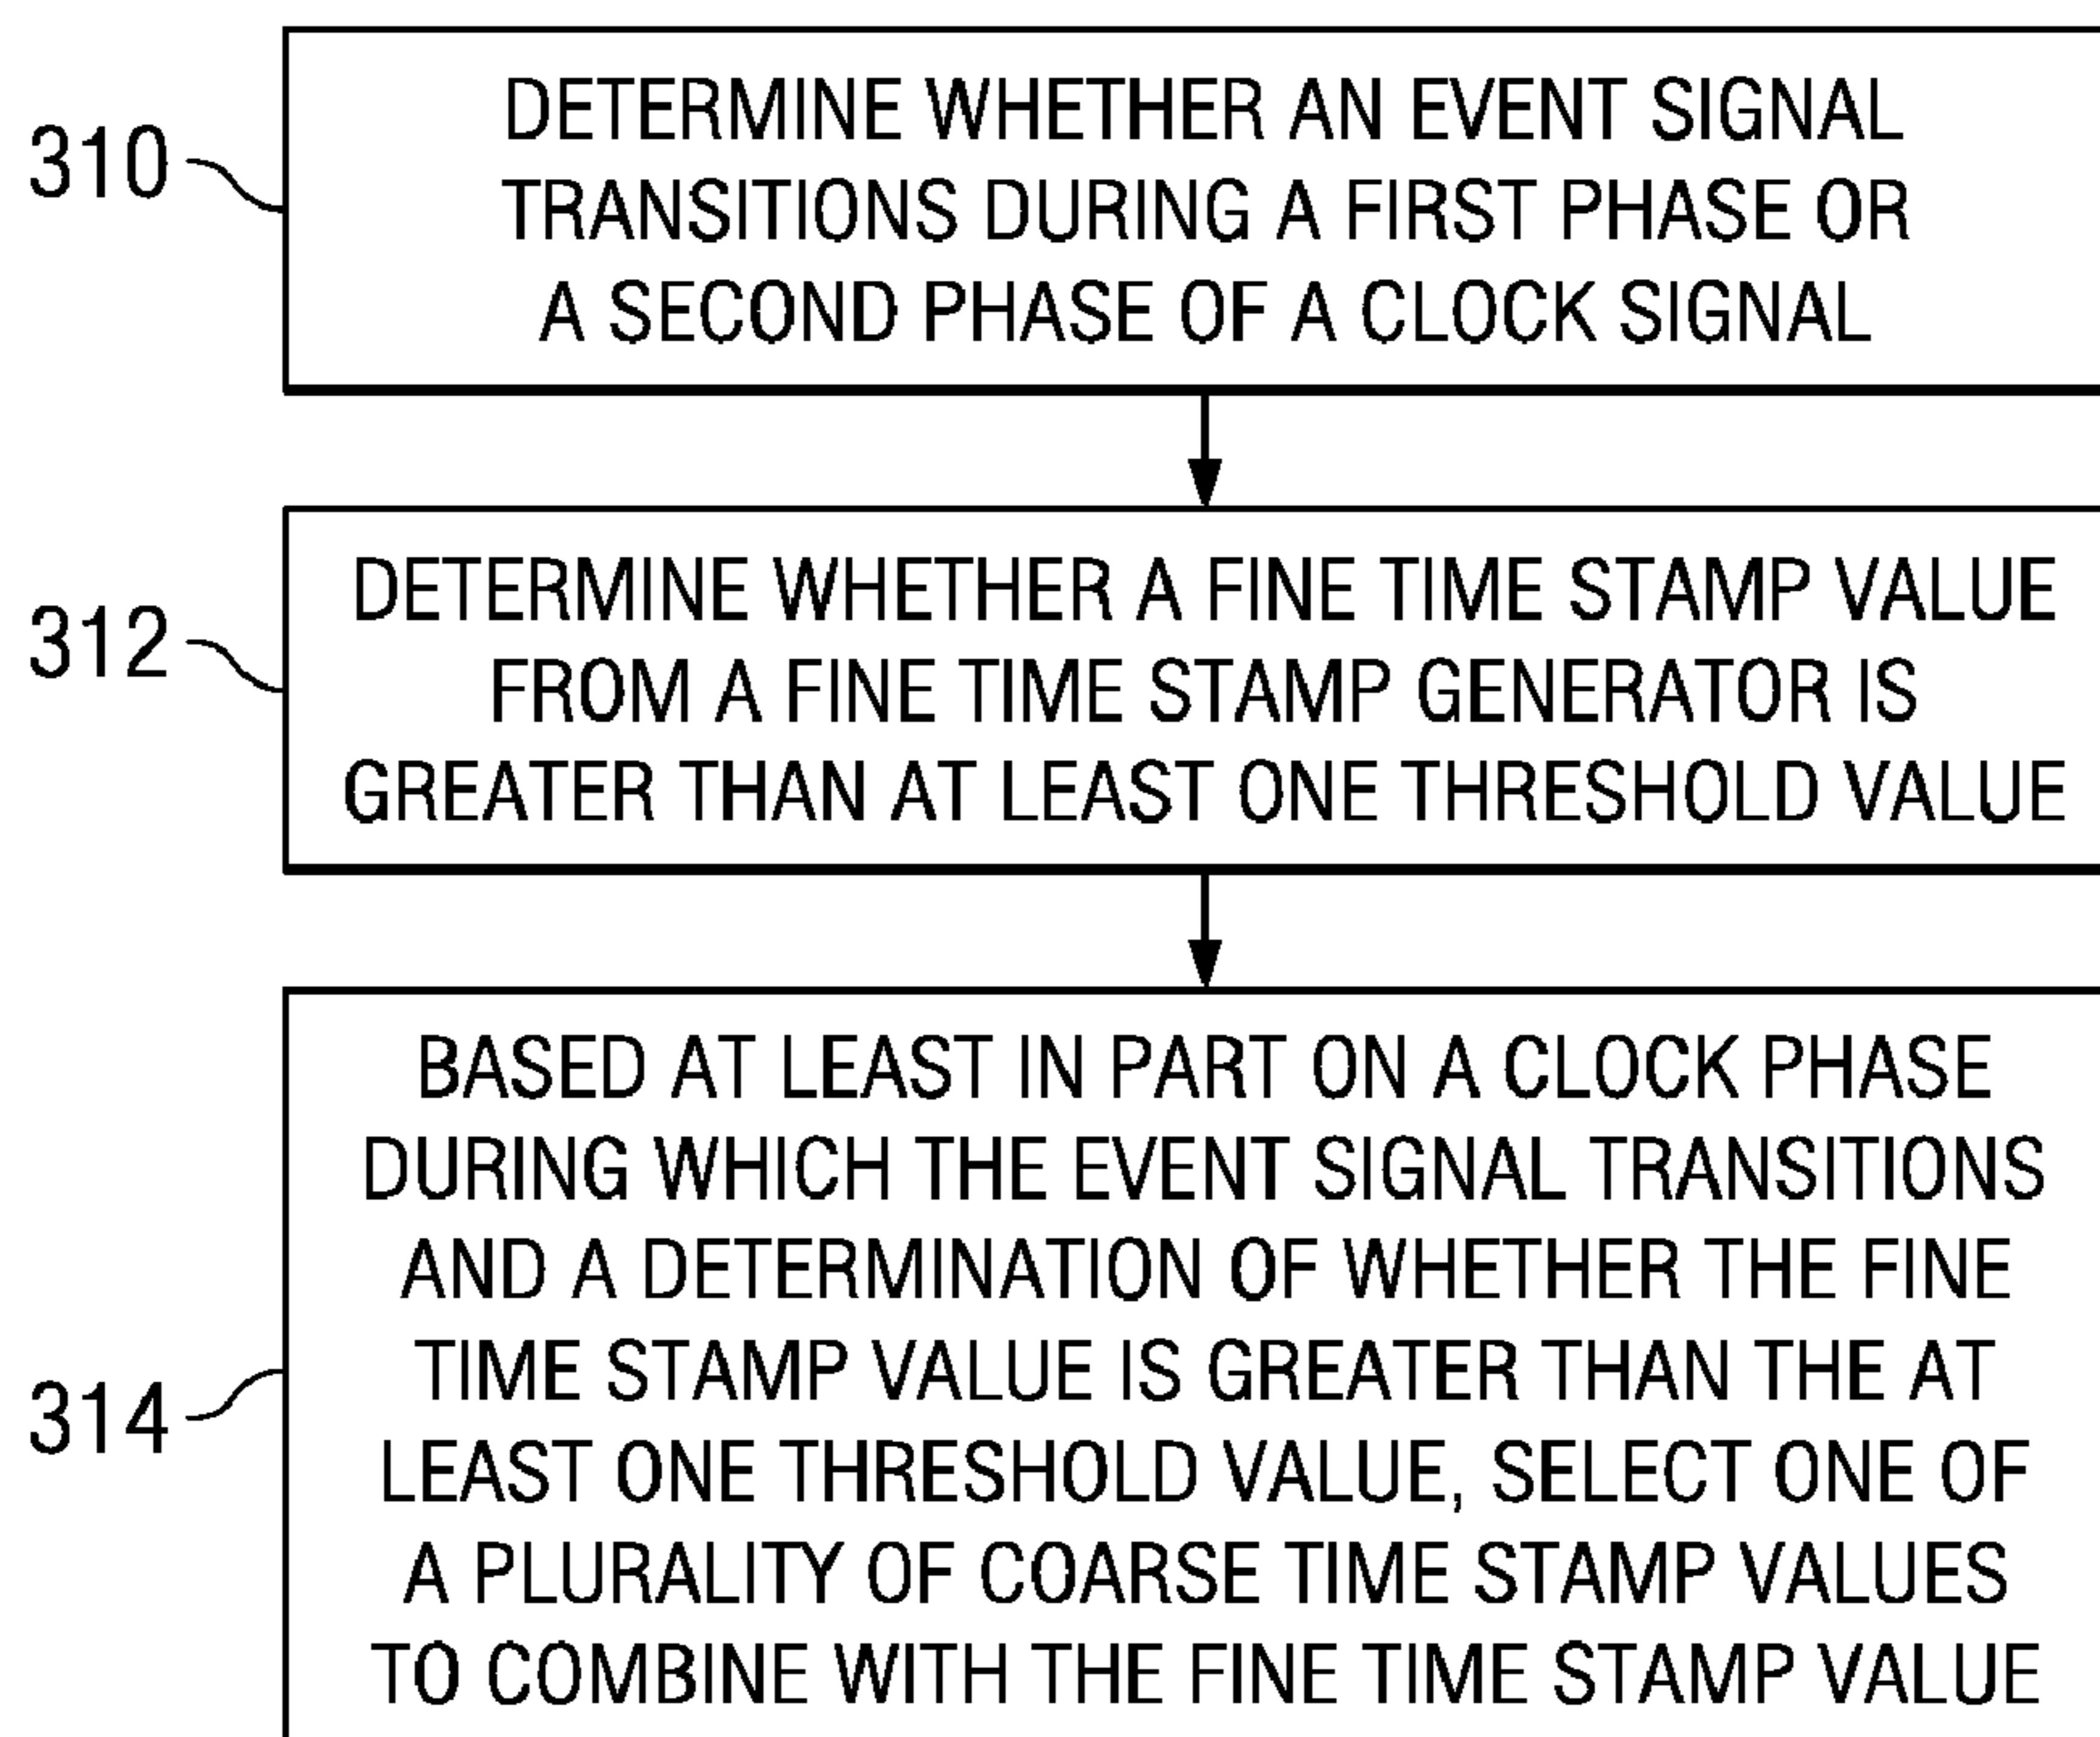 310
DETERMINE WHETHER AN EVENT SIGNAL
TRANSITIONS DURING A FIRST PHASE OR
A SECOND PHASE OF A CLOCK SIGNAL
312
DETERMINE WHETHER A FINE TIME STAMP VALUE
FROM A FINE TIME STAMP GENERATOR IS
GREATER THAN AT LEAST ONE THRESHOLD VALUE
314
BASED AT LEAST IN PART ON A CLOCK PHASE
DURING WHICH THE EVENT SIGNAL TRANSITIONS
AND A DETERMINATION OF WHETHER THE FINE
TIME STAMP VALUE IS GREATER THAN THE AT
LEAST ONE THRESHOLD VALUE, SELECT ONE OF
A PLURALITY OF COARSE TIME STAMP VALUES
TO COMBINE WITH THE FINE TIME STAMP VALUE